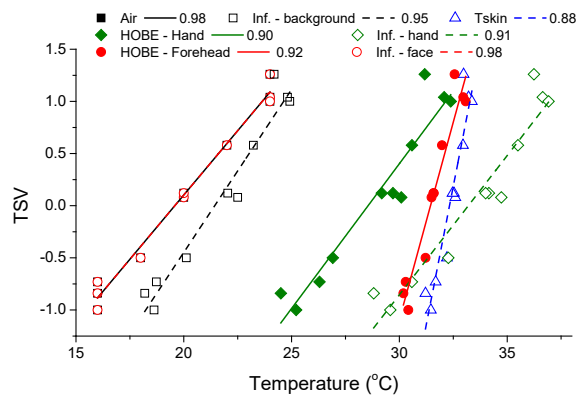 Air 0.98 Inf. - background 0.95 Tskin 0.88
HOBE - Hand 0.90 Inf. - hand 0.91
HOBE - Forehead 0.92 Inf. - face 0.98
1.5
1.0
0.5
0.0
-0.5
-1.0
TSV
15 20 25 30 35
Temperature (°C)